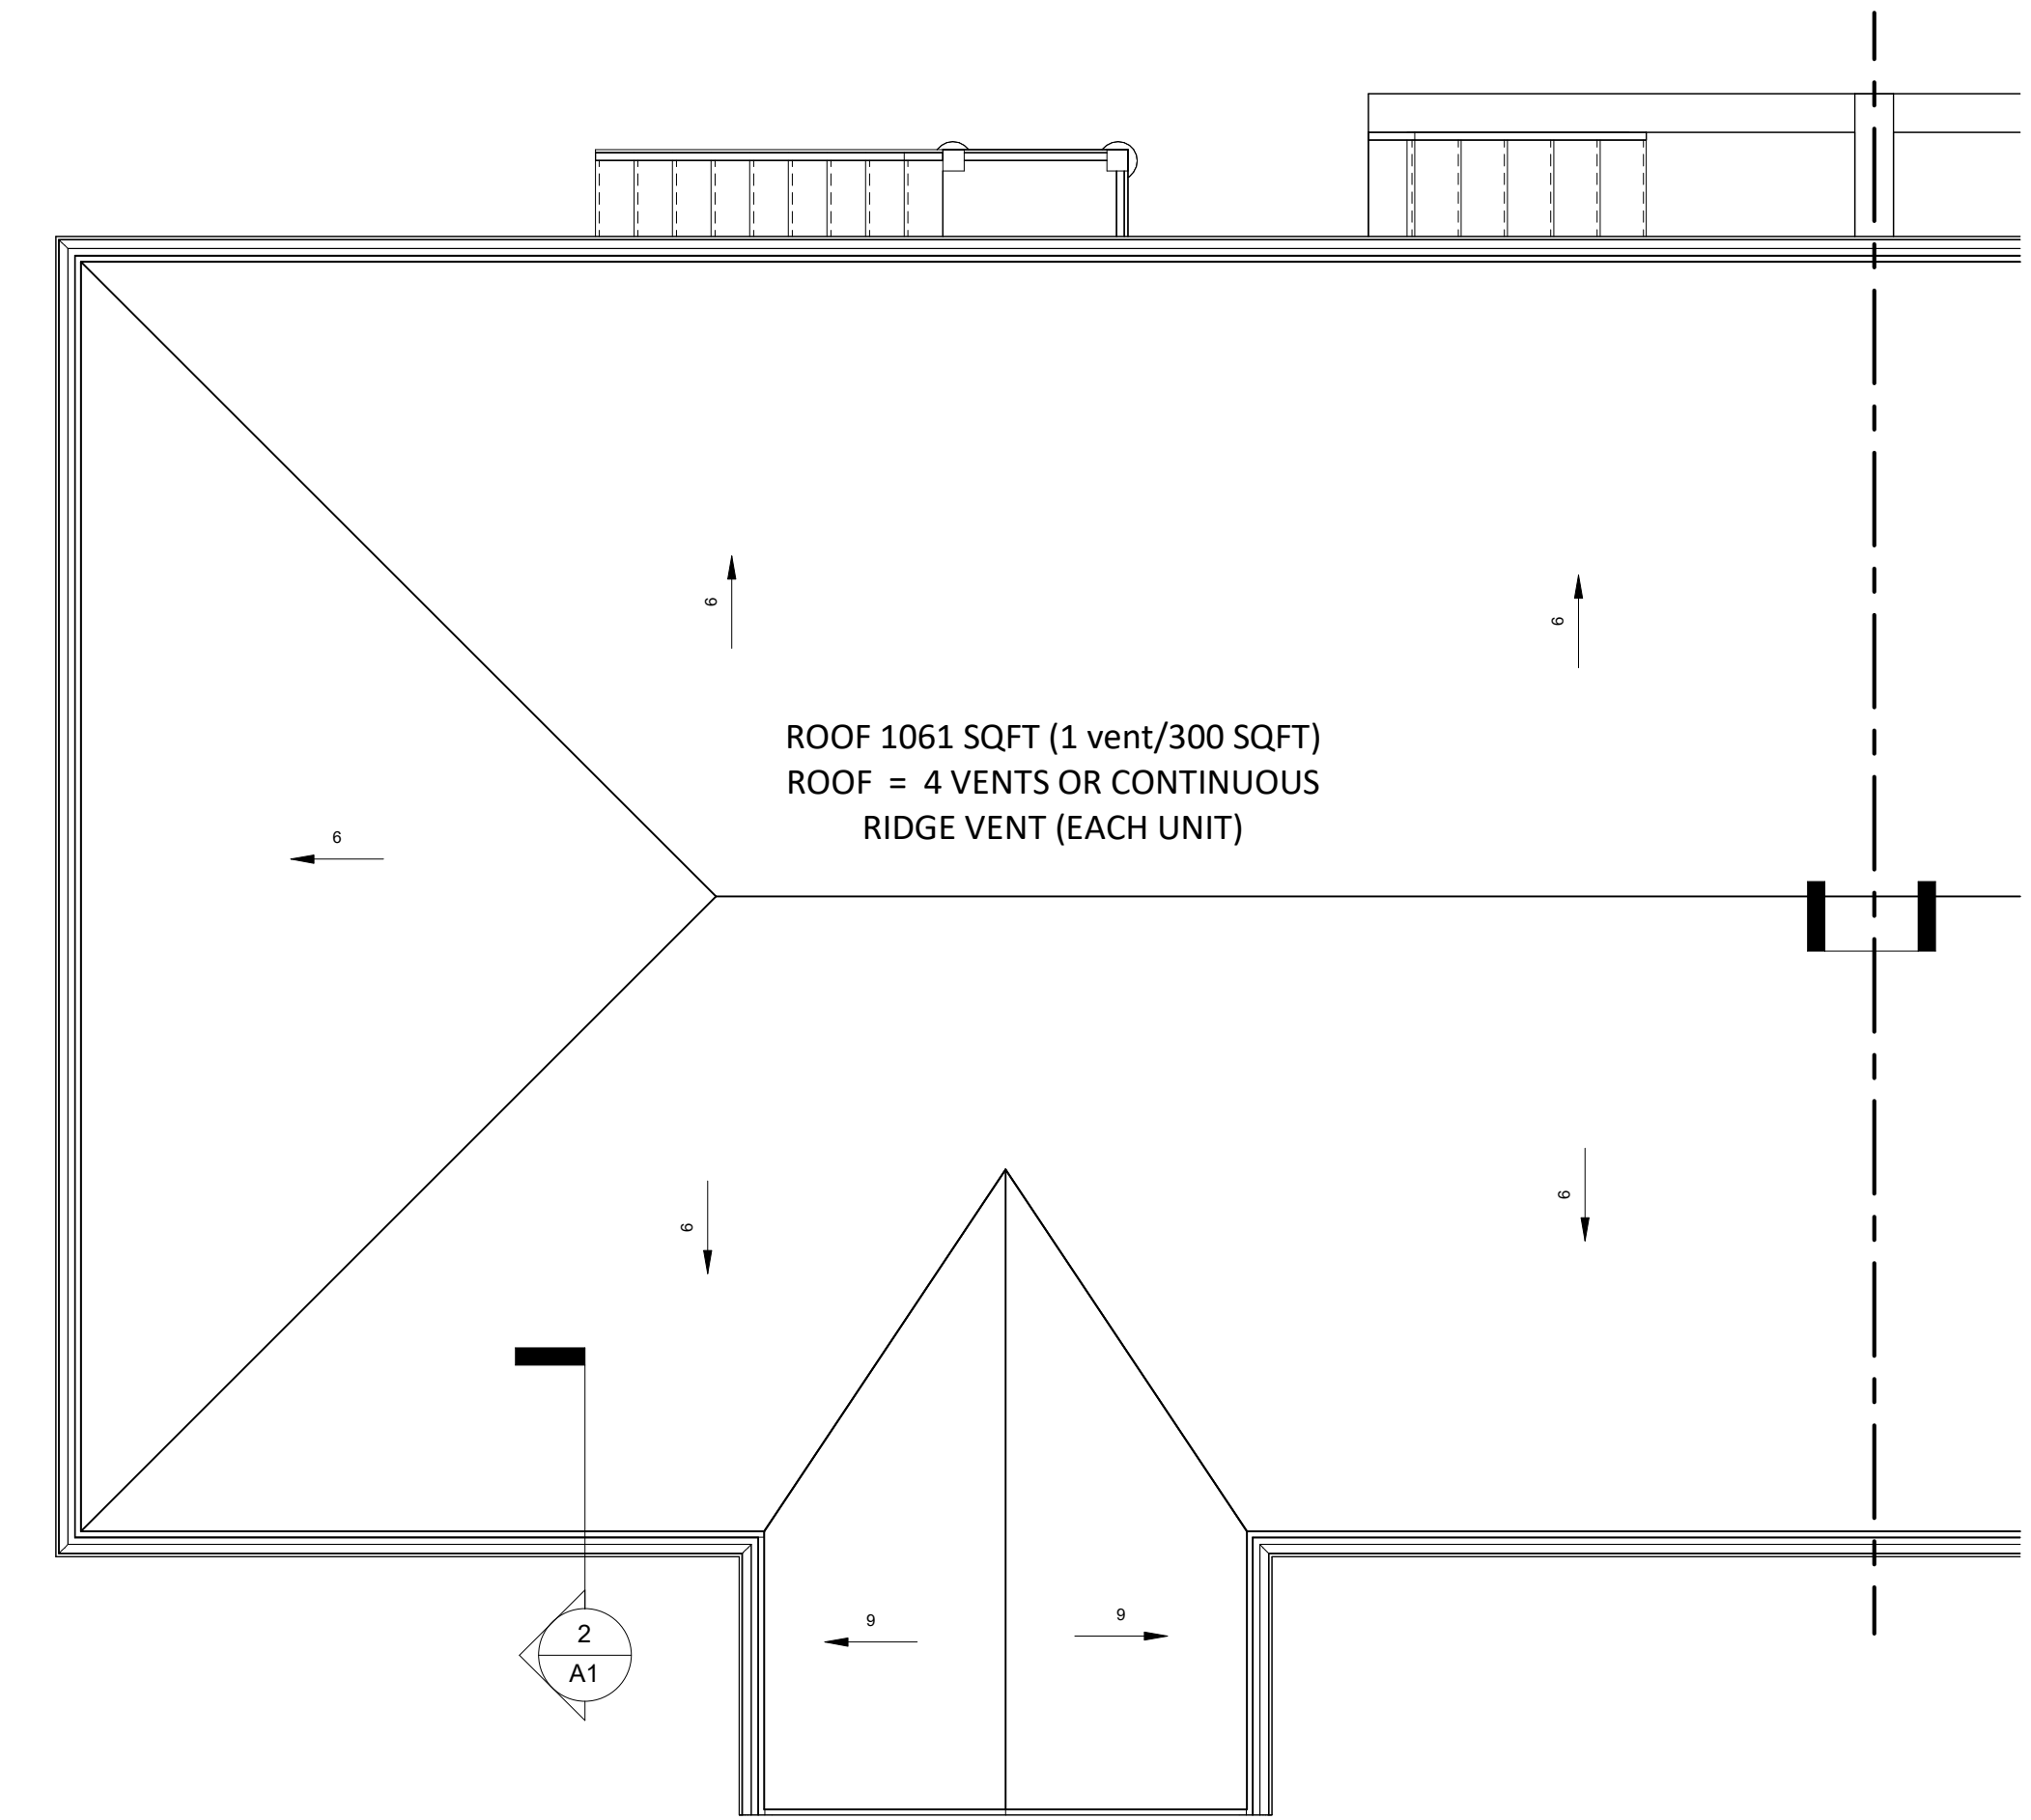 6
6
ROOF 1061 SQFT (1 vent/300 SQFT)
ROOF = 4 VENTS OR CONTINUOUS
RIDGE VENT (EACH UNIT)
6
6
6
9
9
2
A1